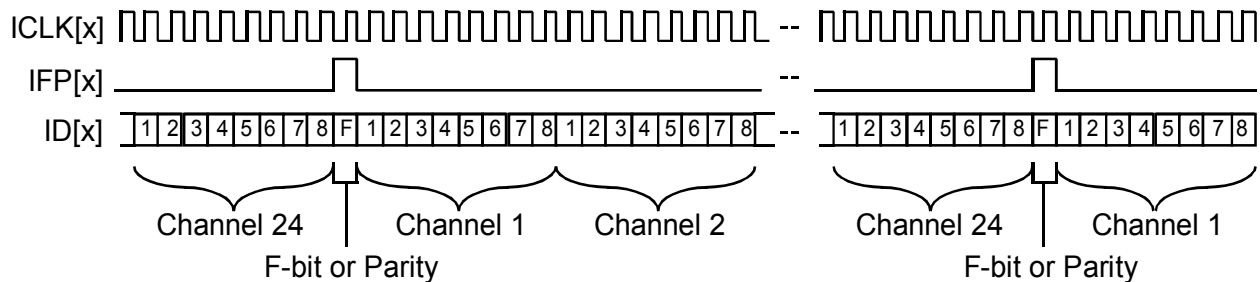 ICLK[x] --
IFP[x] --
ID[x] 1 2 3 4 5 6 7 8 F 1 2 3 4 5 6 7 8 1 2 3 4 5 6 7 8 -- 1 2 3 4 5 6 7 8 F 1 2 3 4 5 6 7 8
Channel 24 Channel 1 Channel 2 Channel 24 Channel 1
F-bit or Parity F-bit or Parity